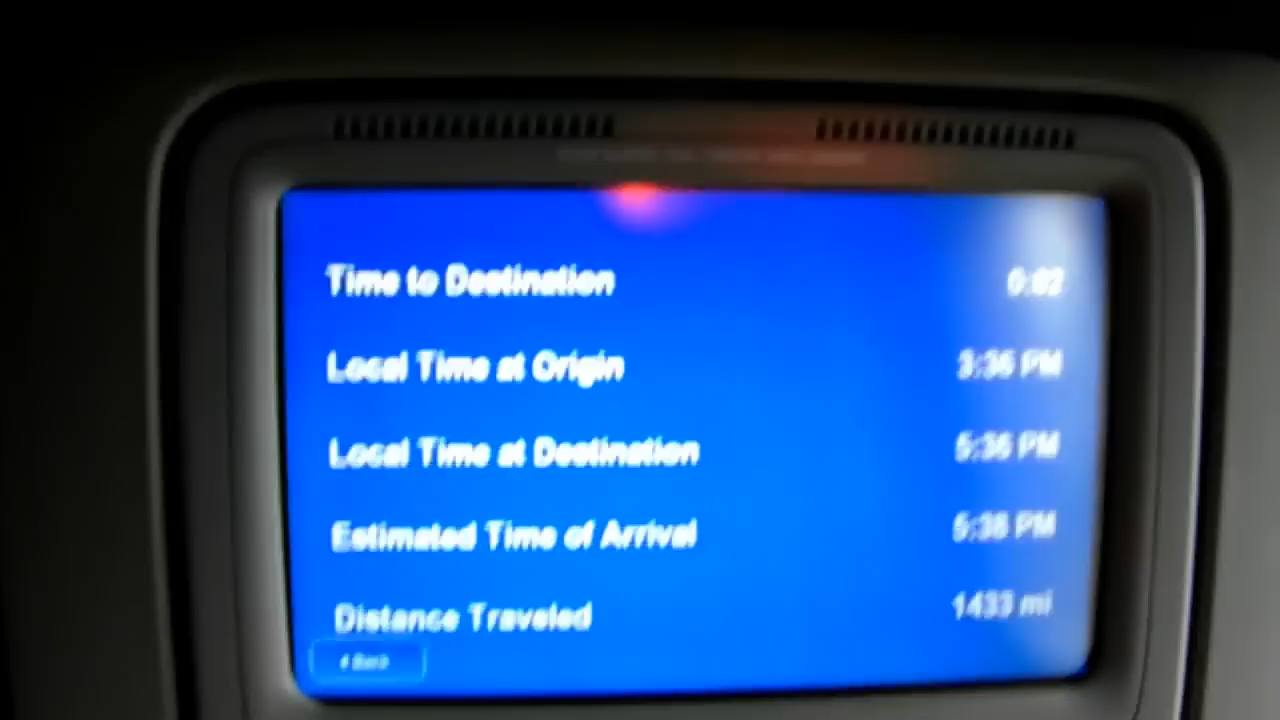 Time to Destination 0:02
Local Time at Origin 3:36 PM
Local Time at Destination 5:36 PM
Estimated Time of Arrival 5:38 PM
Distance Traveled 1433 mi
Back